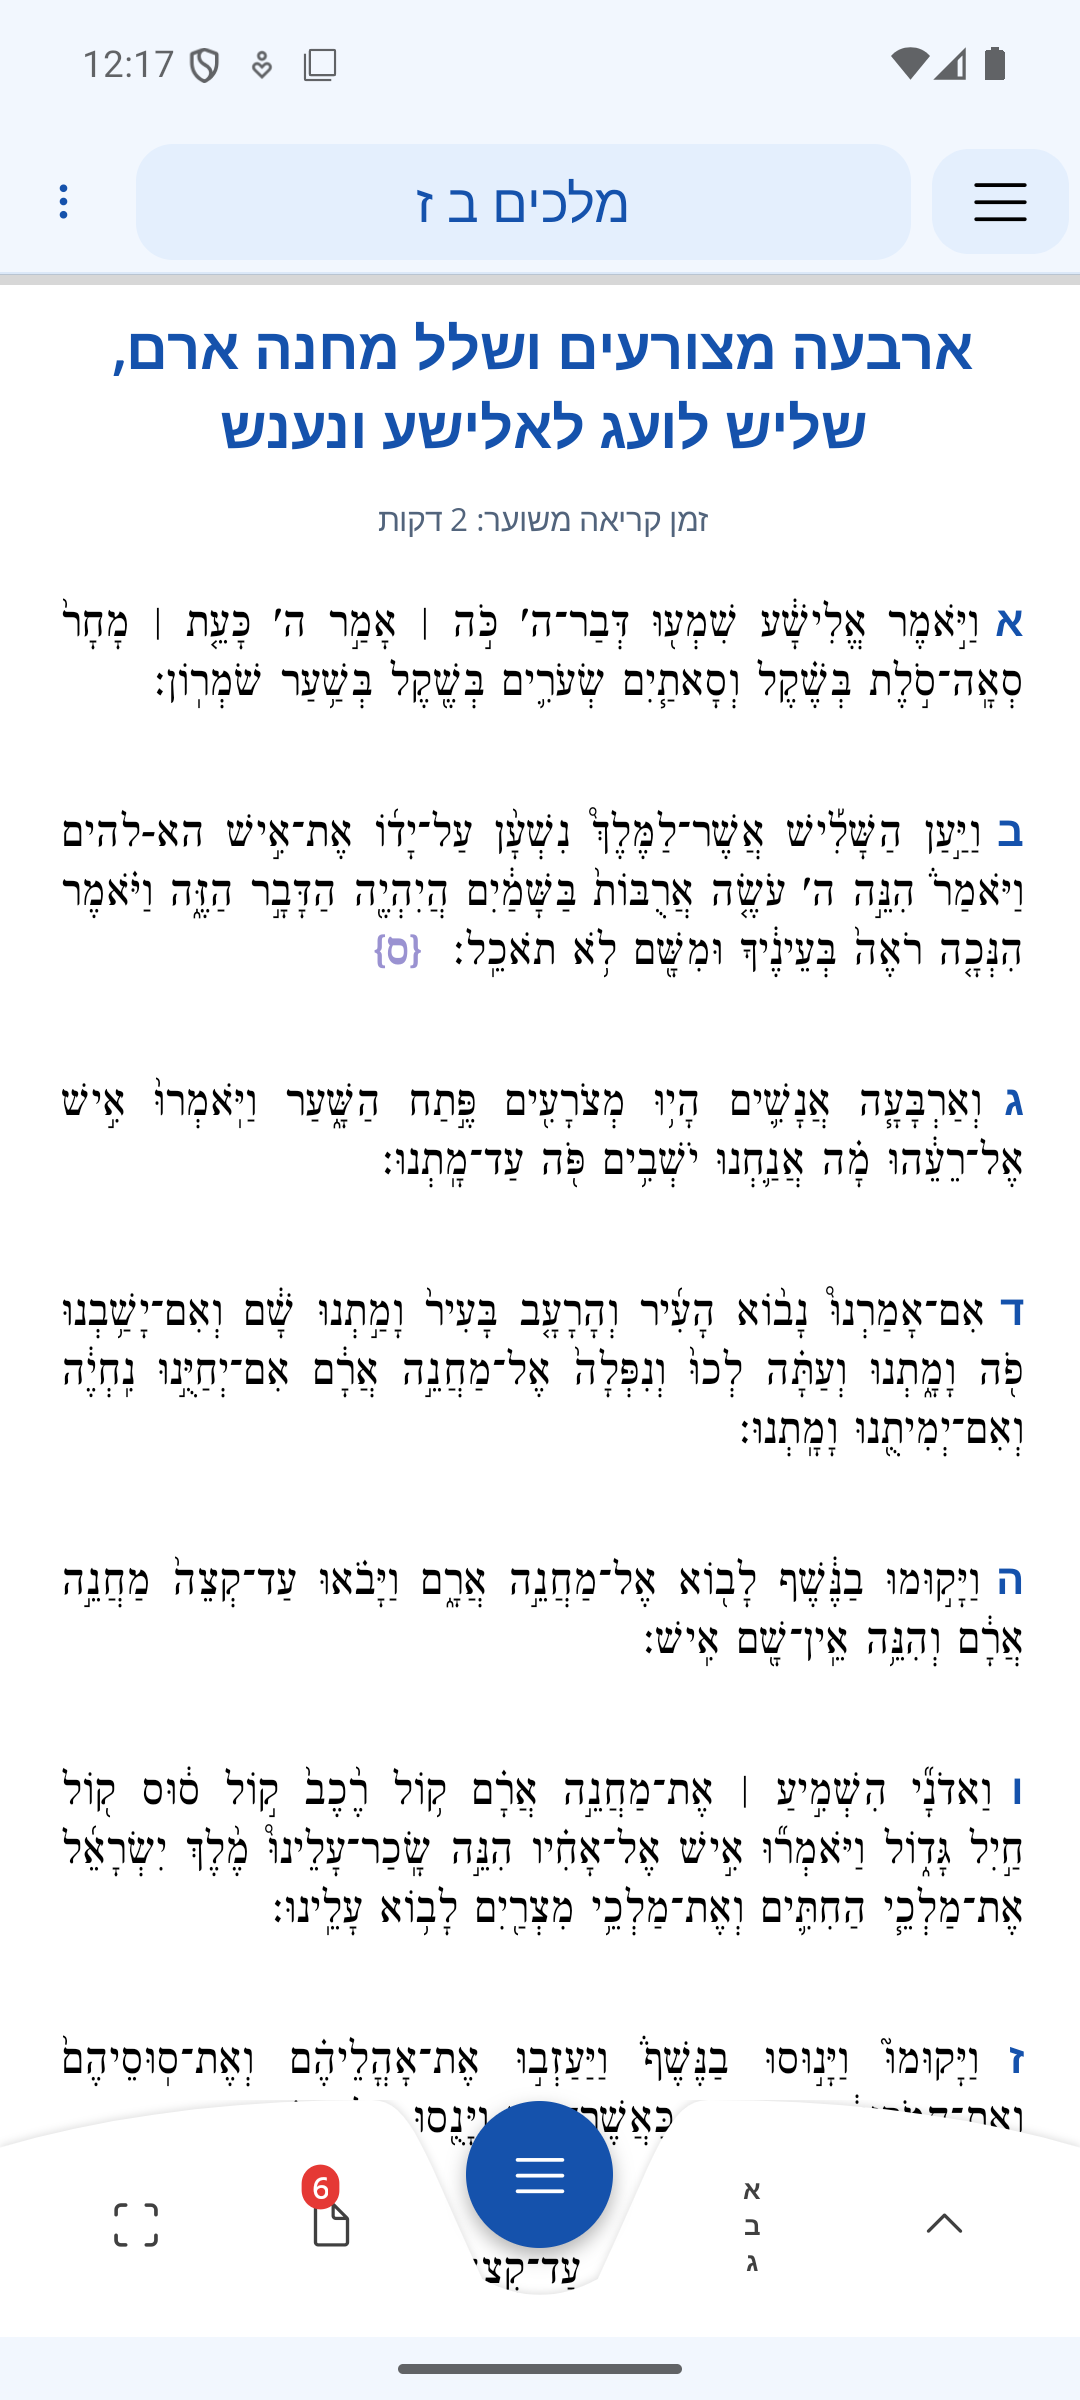 12:17
מלכים ב ז
ארבעה מצורעים ושלל מחנה ארם,
שליש לועג לאלישע ונענש
זמן קריאה משוער: 2 דקות
א וַיֹּ֣אמֶר אֱלִישָׁ֔ע שִׁמְע֖וּ דְּבַר־ה' כֹּ֣ה | אָמַ֣ר ה' כָּעֵ֤ת | מָחָר֙
סְאָֽה־סֹ֣לֶת בְּשֶׁ֗קֶל וְסָאתַ֧יִם שְׂעֹרִ֛ים בְּשֶׁ֖קֶל בְּשַׁ֥עַר שֹׁמְרֽוֹן׃
ב וַיַּ֣עַן הַשָּׁלִ֡ישׁ אֲשֶׁר־לַמֶּלֶךְ֩ נִשְׁעָ֨ן עַל־יָד֜וֹ אֶת־אִ֣ישׁ הא-להים
וַיֹּאמַר֒ הִנֵּ֣ה ה' עֹשֶׂ֤ה אֲרֻבּוֹת֙ בַּשָּׁמַ֔יִם הֲיִהְיֶ֖ה הַדָּבָ֣ר הַזֶּ֑ה וַיֹּ֗אמֶר
הִנְּכָ֤ה רֹאֶה֙ בְּעֵינֶ֔יךָ וּמִשָּׁ֖ם לֹ֥א תֹאכֵֽל׃ {ס}
ג וְאַרְבָּעָ֧ה אֲנָשִׁ֛ים הָי֥וּ מְצֹרָעִ֖ים פֶּ֣תַח הַשָּׁ֑עַר וַיֹּֽאמְרוּ֙ אִ֣ישׁ
אֶל־רֵעֵ֔הוּ מָ֗ה אֲנַ֛חְנוּ יֹשְׁבִ֥ים פֹּ֖ה עַד־מָֽתְנוּ׃
ד אִם־אָמַרְנוּ֩ נָב֨וֹא הָעִ֜יר וְהָרָעָ֤ב בָּעִיר֙ וָמַ֣תְנוּ שָׁ֔ם וְאִם־יָשַׁ֥בְנוּ
פֹ֖ה וָמָ֑תְנוּ וְעַתָּ֗ה לְכוּ֙ וְנִפְּלָה֙ אֶל־מַחֲנֵ֣ה אֲרָ֔ם אִם־יְחַיֻּ֣נוּ נִֽחְיֶ֔ה
וְאִם־יְמִיתֻ֖נוּ וָמָֽתְנוּ׃
ה וַיָּק֣וּמוּ בַנֶּ֔שֶׁף לָב֖וֹא אֶל־מַחֲנֵ֣ה אֲרָ֑ם וַיָּבֹ֗אוּ עַד־קְצֵה֙ מַחֲנֵ֣ה
אֲרָ֔ם וְהִנֵּ֥ה אֵֽין־שָׁ֖ם אִֽישׁ׃
ו וַאדֹנָ֞י הִשְׁמִ֣יעַ | אֶת־מַחֲנֵ֣ה אֲרָ֗ם ק֥וֹל רֶ֙כֶב֙ ק֣וֹל ס֔וּס ק֖וֹל
חַ֣יִל גָּד֑וֹל וַיֹּאמְר֞וּ אִ֣ישׁ אֶל־אָחִ֗יו הִנֵּ֣ה שָֽׂכַר־עָלֵינוּ֩ מֶ֨לֶךְ יִשְׂרָאֵ֜ל
אֶת־מַלְכֵ֧י הַחִתִּ֛ים וְאֶת־מַלְכֵ֥י מִצְרַ֖יִם לָב֥וֹא עָלֵֽינוּ׃
ז וַיָּקוּמוּ֮ וַיָּנ֣וּסוּ בַנֶּשֶׁף֒ וַיַּעַזְב֣וּ אֶת־אָהֳלֵיהֶ֗ם וְאֶת־סֽוּסֵיהֶם֙
וַיָּנֻ֖סוּ
6
א
ב
ג